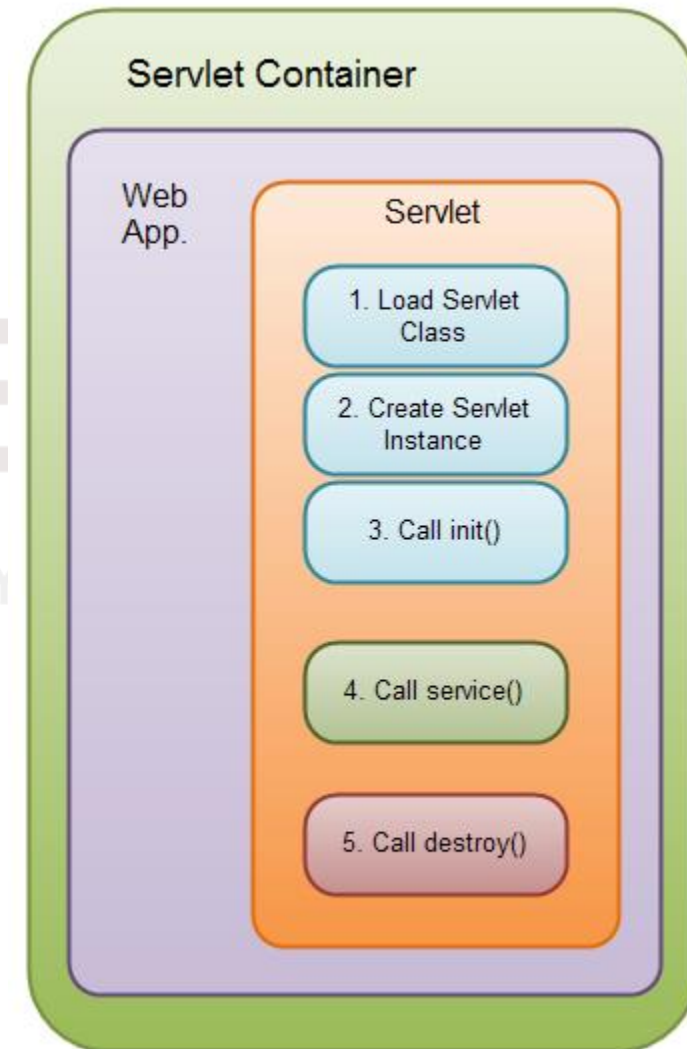 Servlet Container
Web
App.
Servlet
1. Load Servlet
Class
2. Create Servlet
Instance
3. Call init()
4. Call service()
5. Call destroy()